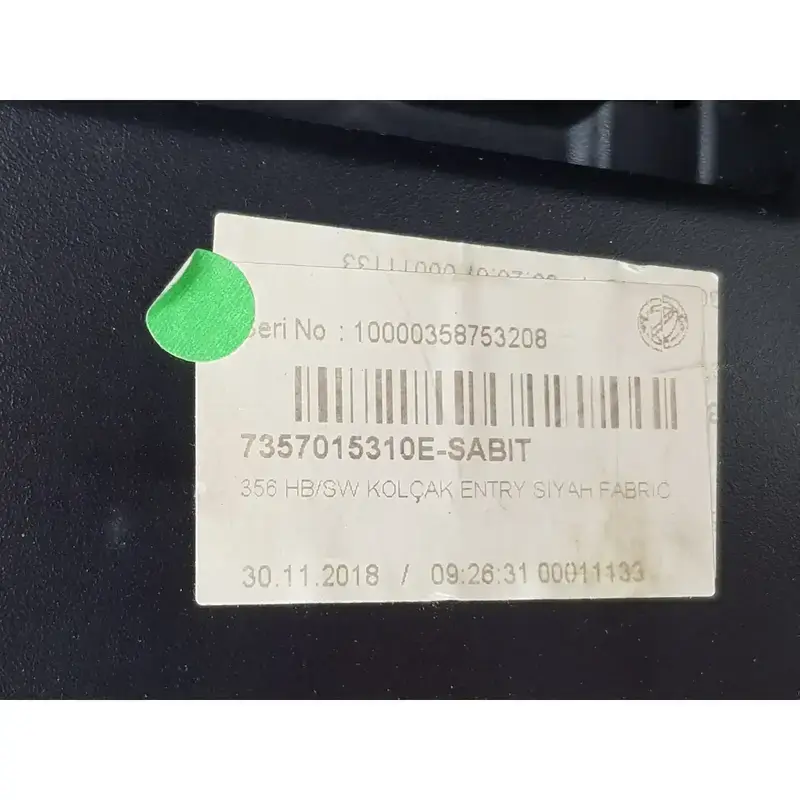 Seri No : 10000358753208
7357015310E-SABIT
356 HB/SW KOLÇAK ENTRY SIYAH FABRIC
30.11.2018 / 09:26:31 00011133